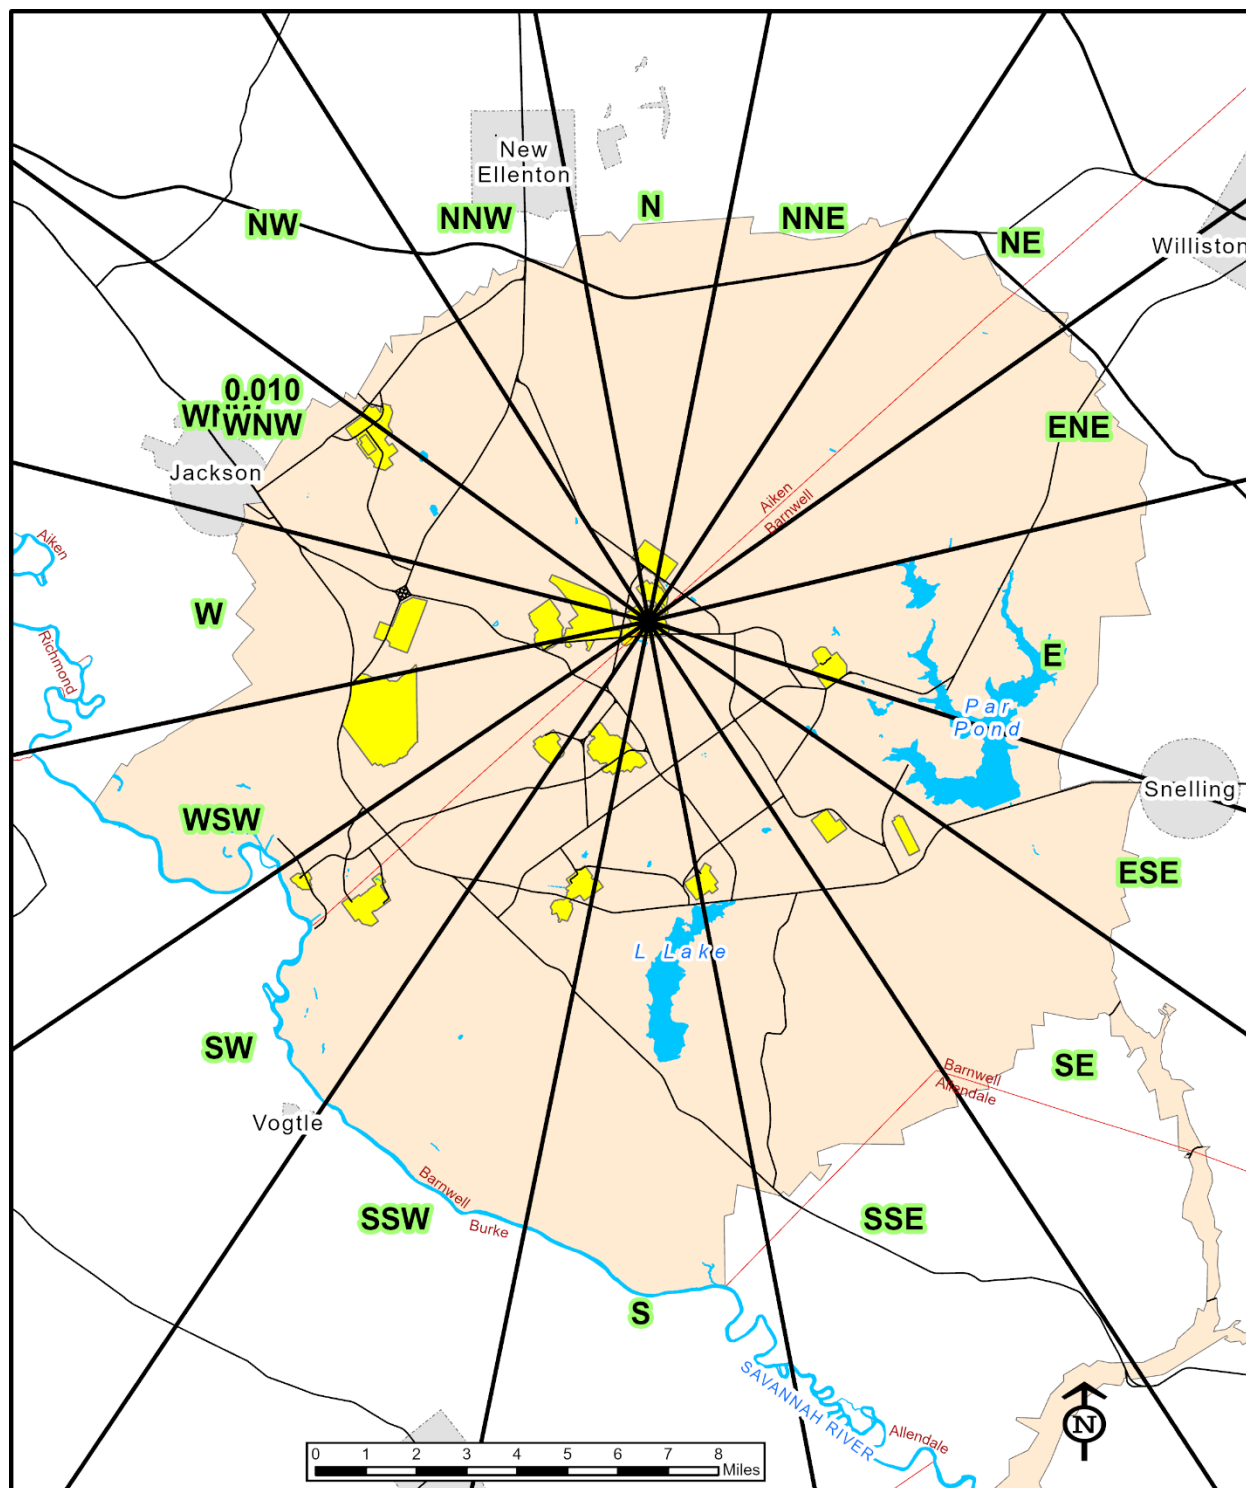 New
Ellenton
N
NNW
NNE
NW
NE
Williston
0.010
WNW
WNW
ENE
Jackson
Aiken
Barnwell
Aiken
W
Richmond
E
Par
Pond
Snelling
WSW
ESE
L Lake
SW
SE
Barnwell
Allendale
Vogtle
Barnwell
SSW
Burke
SSE
S
SAVANNAH RIVER
Allendale
N
0 1 2 3 4 5 6 7 8
Miles